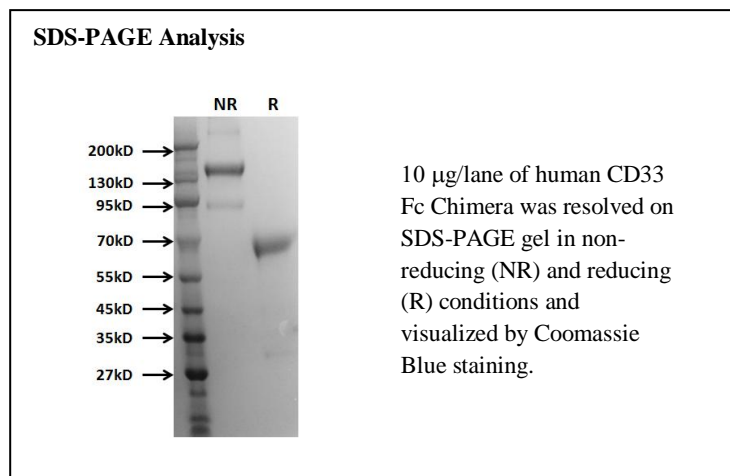 SDS-PAGE Analysis
NR R
200kD
130kD
95kD
70kD
55kD
45kD
35kD
27kD
10 μg/lane of human CD33
Fc Chimera was resolved on
SDS-PAGE gel in non-
reducing (NR) and reducing
(R) conditions and
visualized by Coomassie
Blue staining.